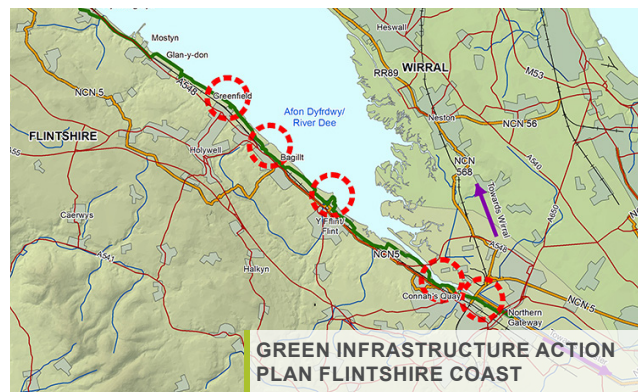 Mostyn
Glan-y-don
Heswall
RR89
WIRRAL
M53
A548
NCN 5
Greenfield
Afon Dyfrdwy/
River Dee
Neston
NCN 56
FLINTSHIRE
Holywell
Bagillt
A55
A540
NCN
568
Towards Wirral
A550
Caerwys
Y Fflint/
Flint
A541
Halkyn
NCN5
A548
Connah's Quay
NCN 5
Northern
Gateway
GREEN INFRASTRUCTURE ACTION
PLAN FLINTSHIRE COAST